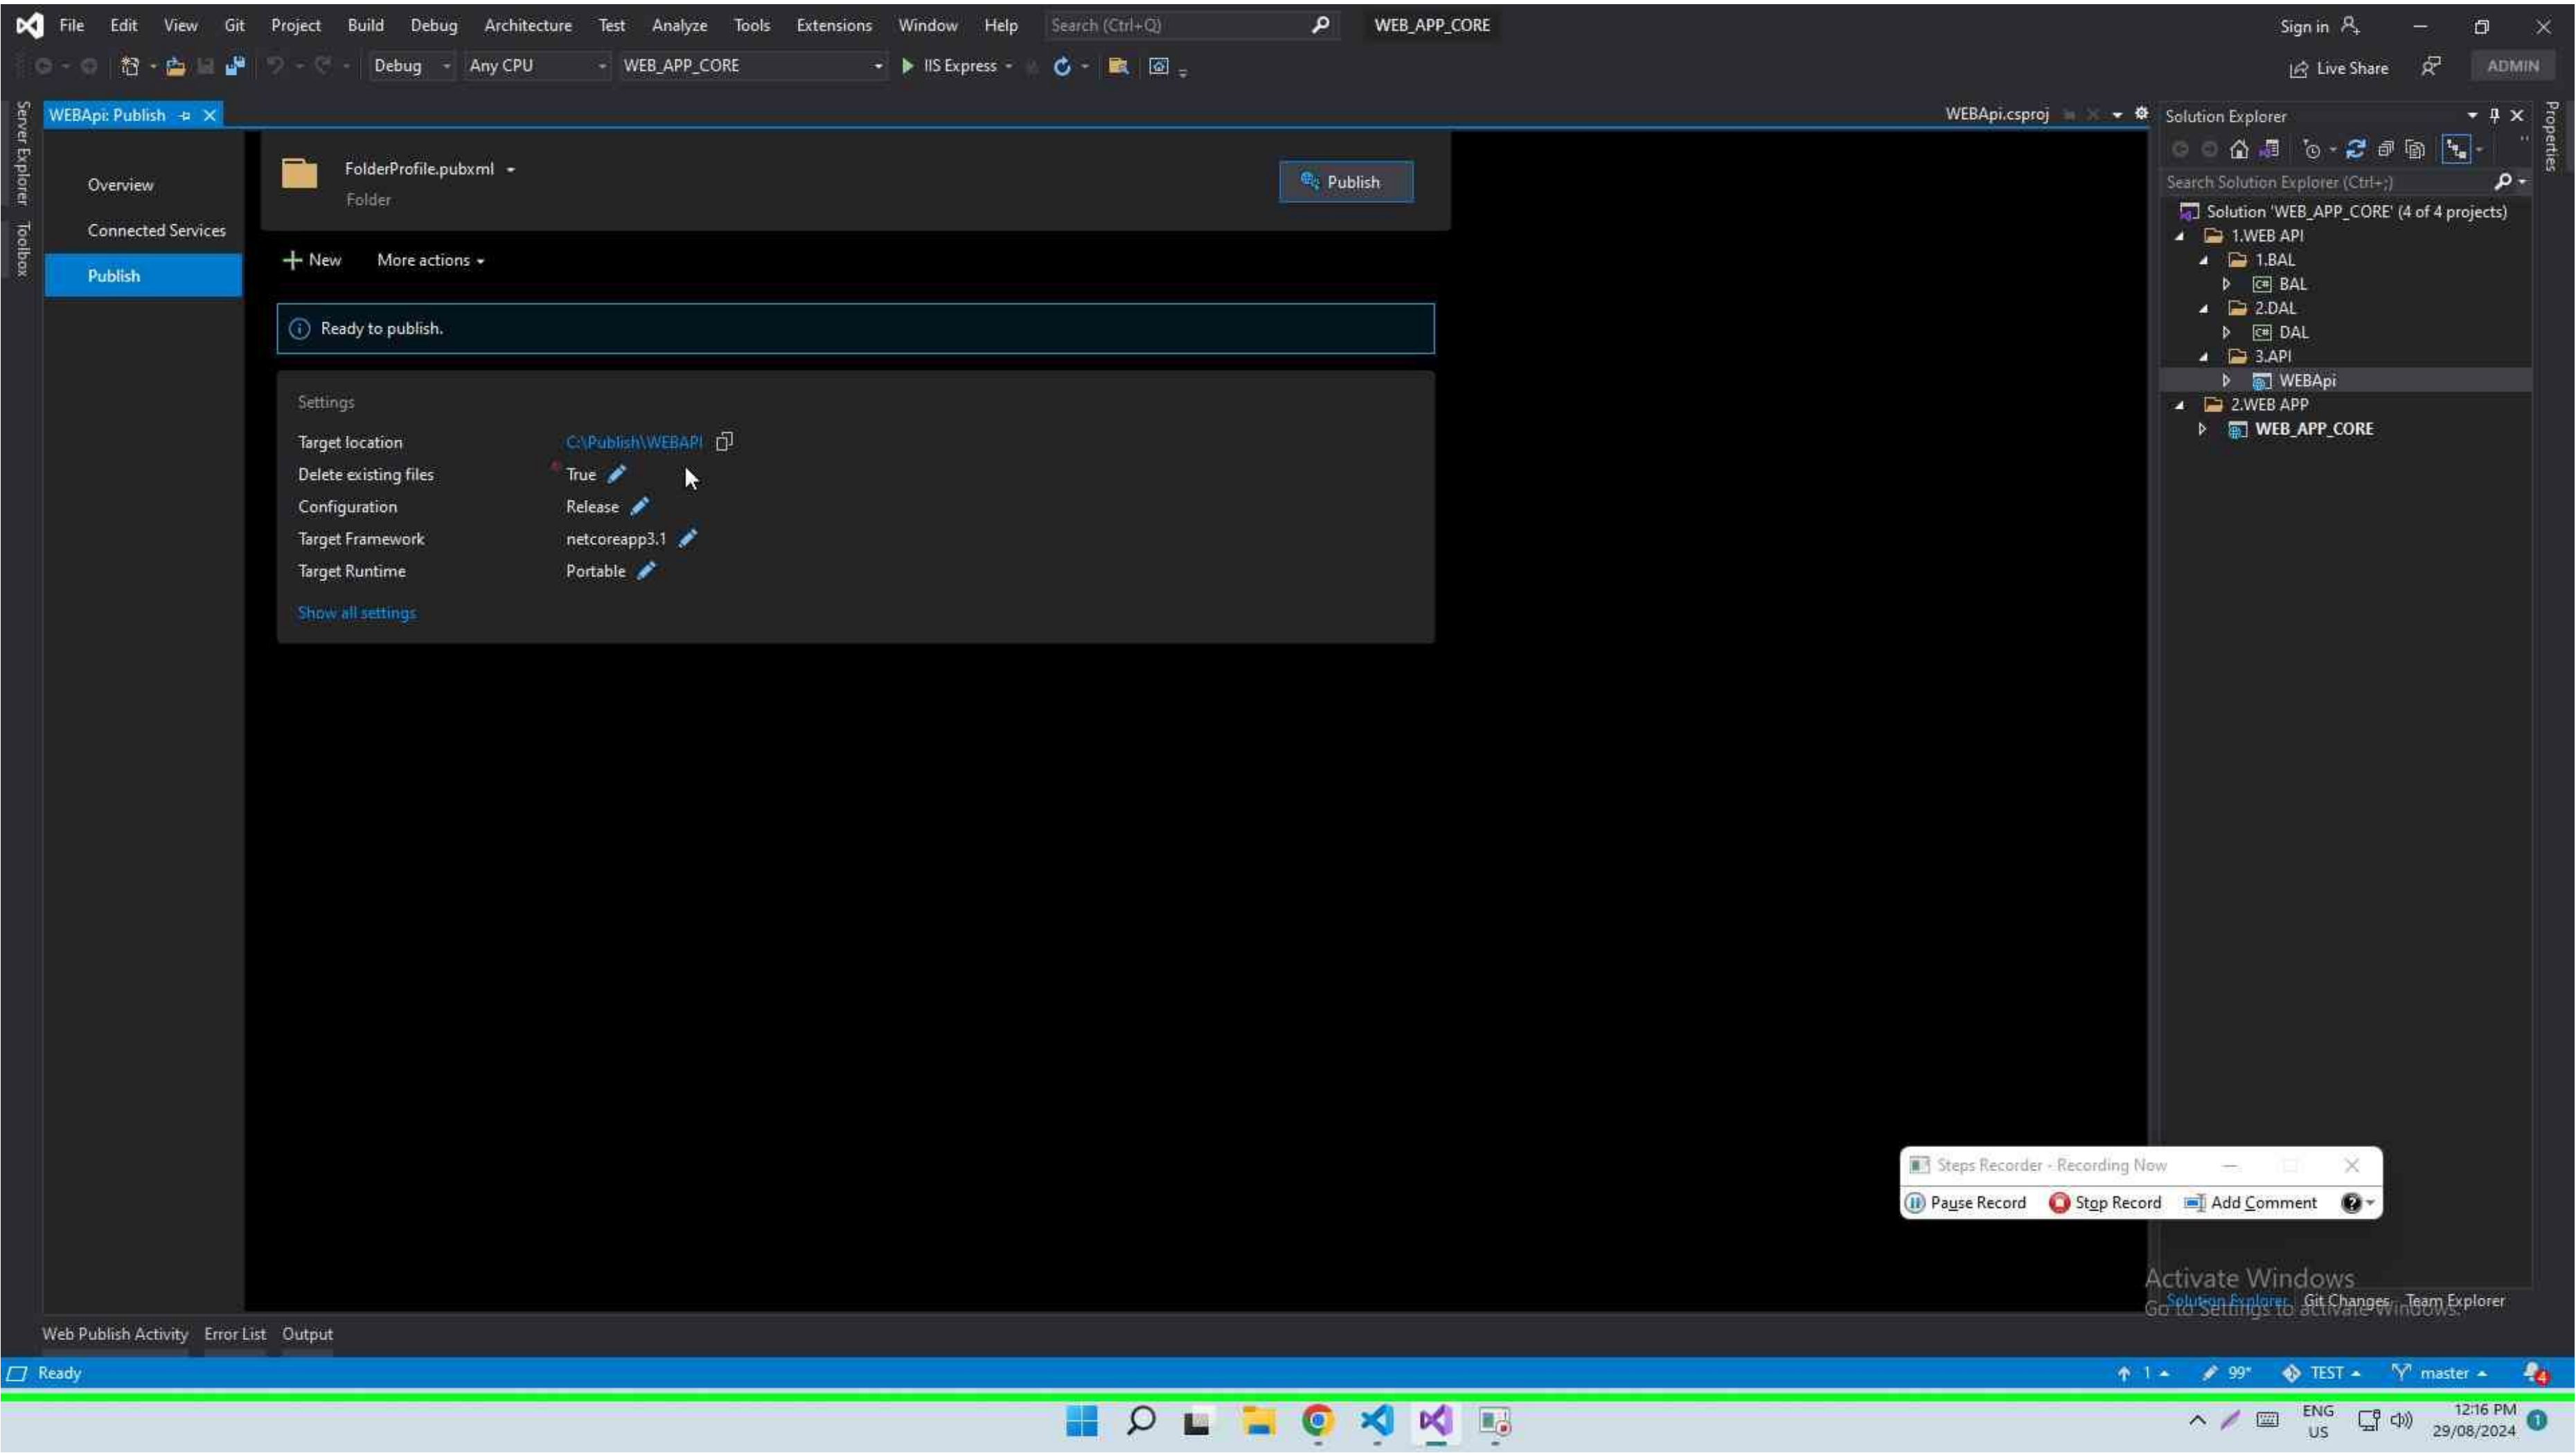 File Edit View Git Project Build Debug Architecture Test Analyze Tools Extensions Window Help Search (Ctrl+Q) WEB_APP_CORE Sign in
Debug Any CPU WEB_APP_CORE IIS Express Live Share ADMIN
Server Explorer
Toolbox
WEBApi: Publish
WEBApi.csproj
Overview
Connected Services
Publish
FolderProfile.pubxml
Folder
Publish
New More actions
Ready to publish.
Settings
Target location C:\Publish\WEBAPI
Delete existing files True
Configuration Release
Target Framework netcoreapp3.1
Target Runtime Portable
Show all settings
Solution Explorer
Search Solution Explorer (Ctrl+;)
Solution 'WEB_APP_CORE' (4 of 4 projects)
1.WEB API
1.BAL
C# BAL
2.DAL
C# DAL
3.API
WEBApi
2.WEB APP
WEB_APP_CORE
Properties
Steps Recorder - Recording Now
Pause Record Stop Record Add Comment
Activate Windows
Go to Settings to activate Windows.
Solution Explorer Git Changes Team Explorer
Web Publish Activity Error List Output
Ready 1 99+ TEST master 4
ENG
US
12:16 PM
29/08/2024
1